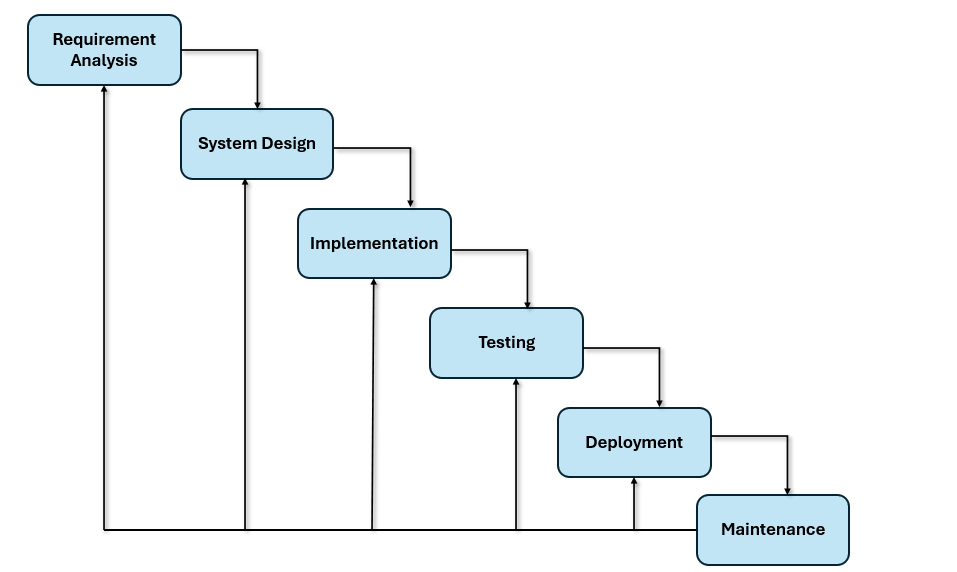 Requirement
Analysis
System Design
Implementation
Testing
Deployment
Maintenance